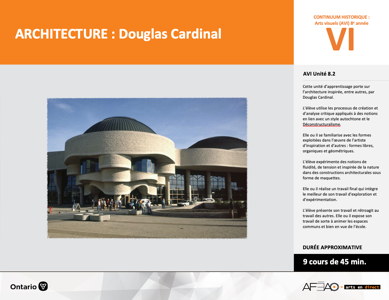 ARCHITECTURE : Douglas Cardinal
CONTINUUM HISTORIQUE :
Arts visuels (AVI) 8e année
VI
AVI Unité 8.2
Cette unité d'apprentissage porte sur
l'architecture inspirée, entre autres, par
Douglas Cardinal.
L'élève utilise les processus de création et
d'analyse critique appliqués à des notions
en lien avec un style autochtone et le
Déconstructivisme.
Elle ou il se familiarise avec les formes
exploitées dans l'œuvre de l'artiste
d'inspiration et d'autres : formes libres,
organiques et géométriques.
L'élève expérimente des notions de
fluidité, de tension et inspirée de la nature
dans des constructions architecturales sous
forme de maquettes.
Elle ou il réalise un travail final qui intègre
le meilleur de son travail d'exploration et
d'expérimentation.
L'élève présente son travail et rétroagit au
travail des autres. Elle ou il expose son
travail de sorte à animer les espaces
communs et bien en vue de l'école.
DURÉE APPROXIMATIVE
9 cours de 45 min.
Ontario
AFEAO
arts en direct